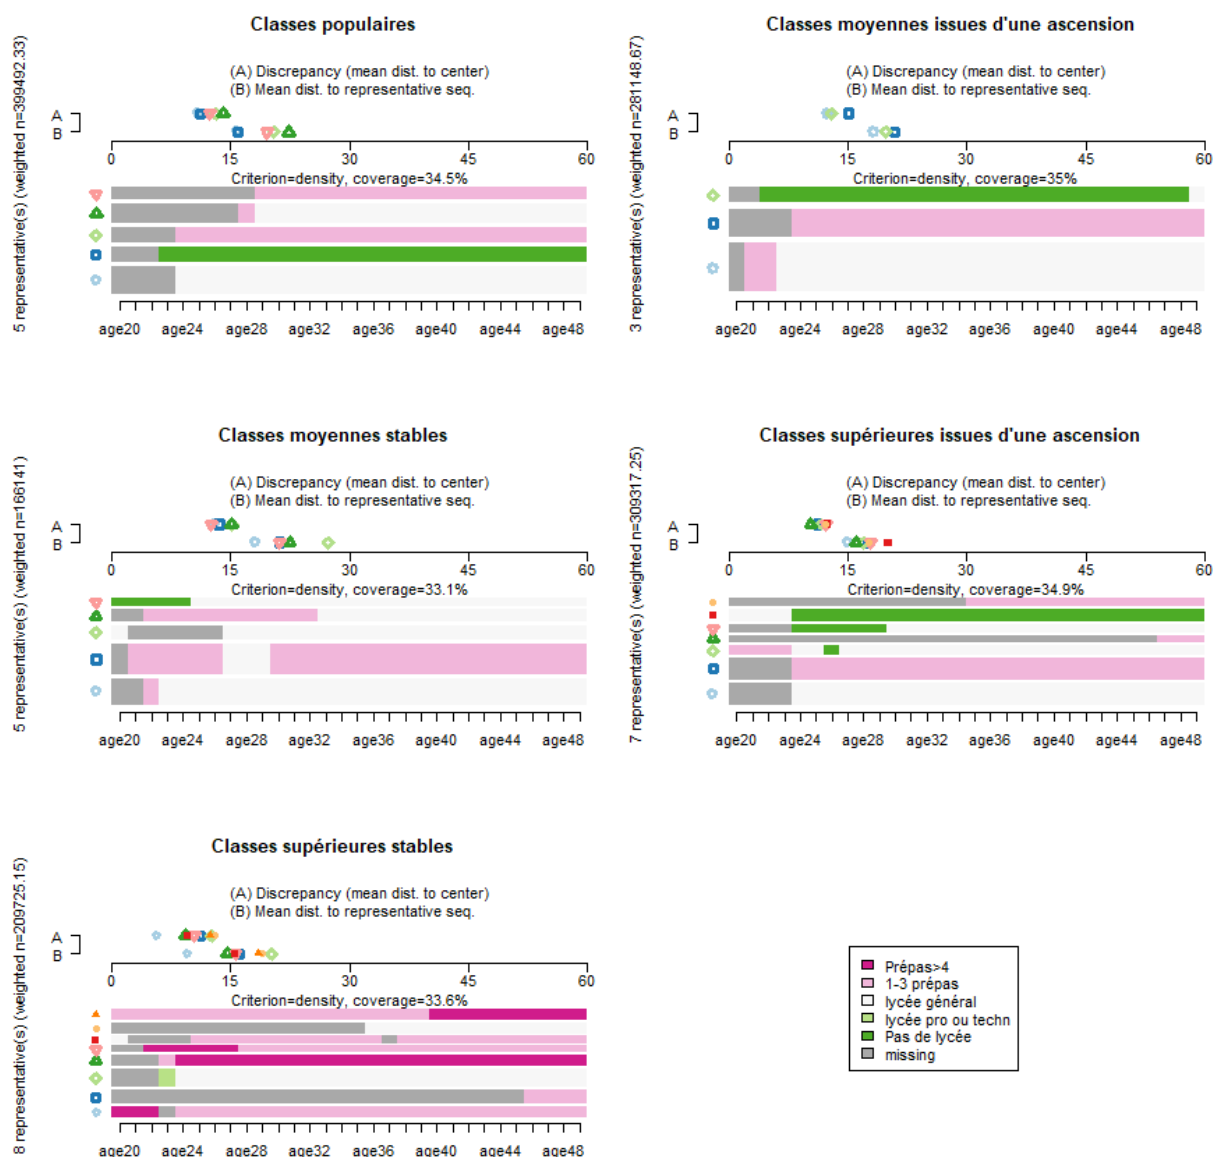 Classes populaires
5 representative(s) (weighted n=399492.33)
(A) Discrepancy (mean dist. to center)
(B) Mean dist. to representative seq.
A
B
0 15 30 45 60
Criterion=density, coverage=34.5%
age20 age24 age28 age32 age36 age40 age44 age48
Classes moyennes issues d'une ascension
3 representative(s) (weighted n=281148.67)
(A) Discrepancy (mean dist. to center)
(B) Mean dist. to representative seq.
A
B
0 15 30 45 60
Criterion=density, coverage=35%
age20 age24 age28 age32 age36 age40 age44 age48
Classes moyennes stables
5 representative(s) (weighted n=166141)
(A) Discrepancy (mean dist. to center)
(B) Mean dist. to representative seq.
A
B
0 15 30 45 60
Criterion=density, coverage=33.1%
age20 age24 age28 age32 age36 age40 age44 age48
Classes supérieures issues d'une ascension
7 representative(s) (weighted n=309317.25)
(A) Discrepancy (mean dist. to center)
(B) Mean dist. to representative seq.
A
B
0 15 30 45 60
Criterion=density, coverage=34.9%
age20 age24 age28 age32 age36 age40 age44 age48
Classes supérieures stables
8 representative(s) (weighted n=209725.15)
(A) Discrepancy (mean dist. to center)
(B) Mean dist. to representative seq.
A
B
0 15 30 45 60
Criterion=density, coverage=33.6%
age20 age24 age28 age32 age36 age40 age44 age48
Prépas>4
1-3 prépas
lycée général
lycée pro ou techn
Pas de lycée
missing